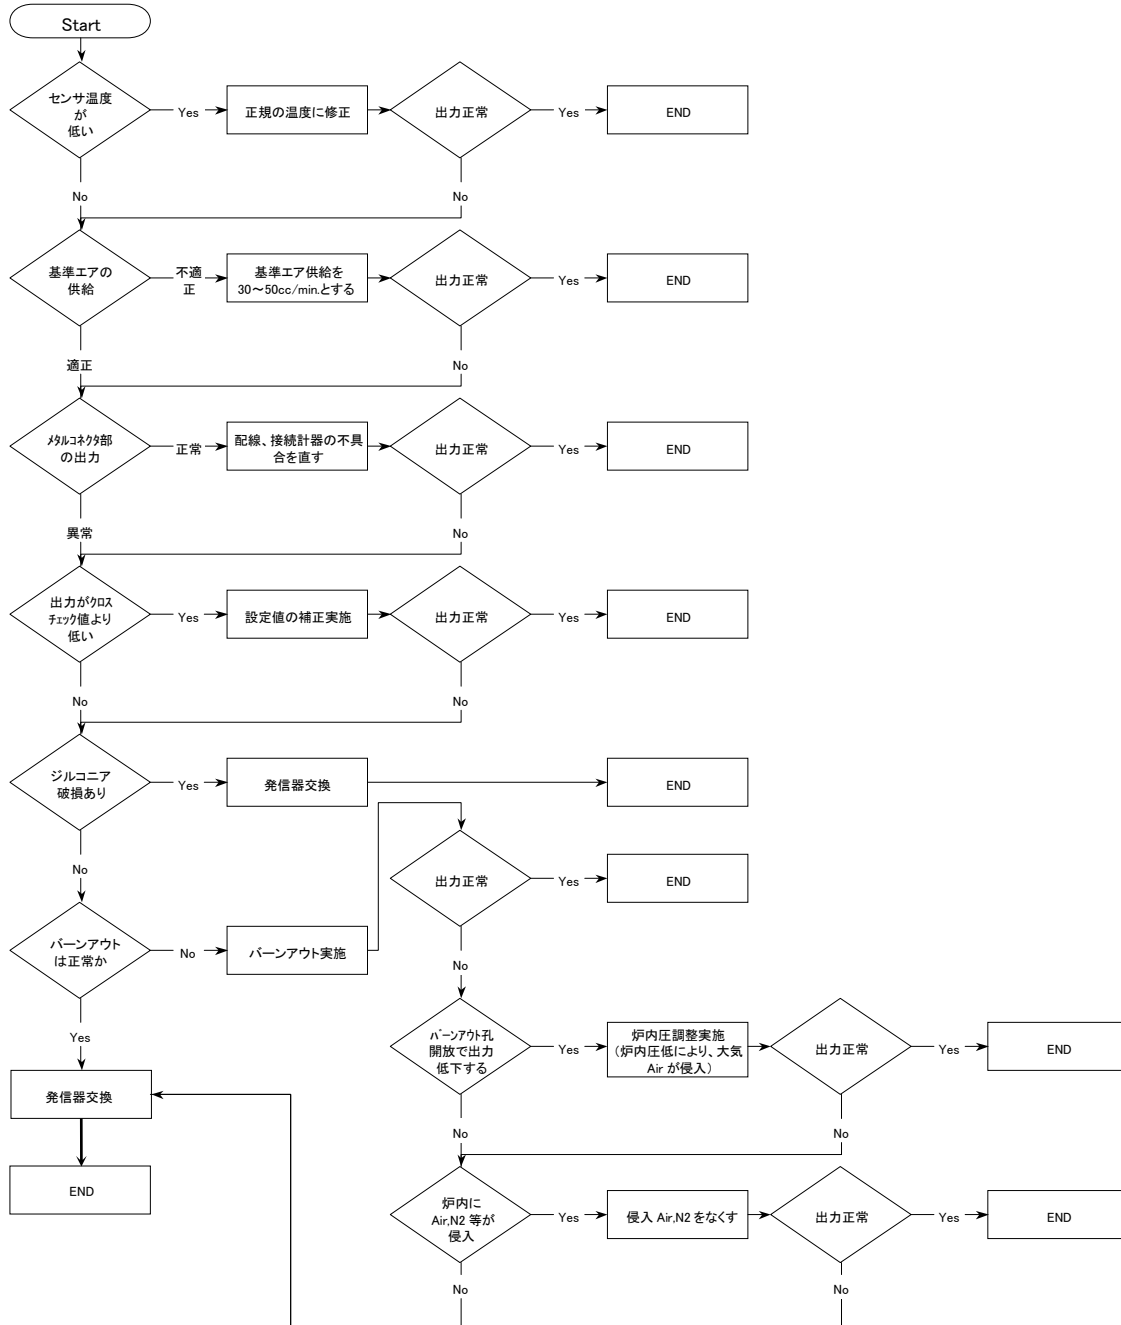 Start
センサ温度
が
低い
Yes
正規の温度に修正
出力正常
Yes
END
No
No
基準エアの
供給
不適
正
基準エア供給を
30～50cc/min.とする
出力正常
Yes
END
適正
No
ﾒﾀﾙｺﾈｸﾀ部
の出力
正常
配線、接続計器の不具
合を直す
出力正常
Yes
END
異常
No
出力がｸﾛｽ
ﾁｪｯｸ値より
低い
Yes
設定値の補正実施
出力正常
Yes
END
No
No
ジルコニア
破損あり
Yes
発信器交換
END
No
出力正常
Yes
END
バーンアウト
は正常か
No
バーンアウト実施
No
Yes
ﾊﾞｰﾝｱｳﾄ孔
開放で出力
低下する
Yes
炉内圧調整実施
(炉内圧低により、大気
Air が侵入)
出力正常
Yes
END
発信器交換
No
No
END
炉内に
Air,N2 等が
侵入
Yes
侵入 Air,N2 をなくす
出力正常
Yes
END
No
No